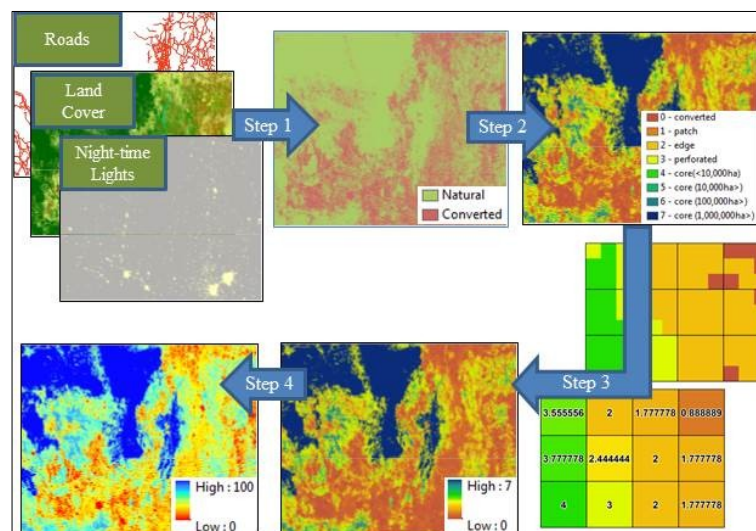 Roads
Land
Cover
Night-time
Lights
Step 1
Natural
Converted
Step 2
0 - converted
1 - patch
2 - edge
3 - perforated
4 - core(<10,000ha)
5 - core (10,000ha>)
6 - core (100,000ha>)
7 - core (1,000,000ha>)
Step 3
3.555556 2 1.777778 0.888889
3.777778 2.444444 2 1.777778
4 3 2 1.777778
High : 7
Low : 0
Step 4
High : 100
Low : 0